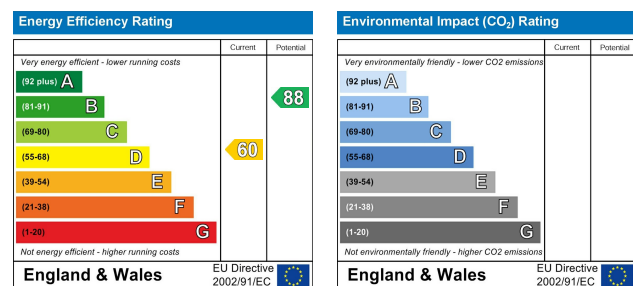 Energy Efficiency Rating
Current Potential
Very energy efficient - lower running costs
(92 plus) A
(81-91) B
(69-80) C
(55-68) D
(39-54) E
(21-38) F
(1-20) G
88
60
Not energy efficient - higher running costs
England & Wales
EU Directive
2002/91/EC
Environmental Impact (CO₂) Rating
Current Potential
Very environmentally friendly - lower CO2 emissions
(92 plus) A
(81-91) B
(69-80) C
(55-68) D
(39-54) E
(21-38) F
(1-20) G
Not environmentally friendly - higher CO2 emissions
England & Wales
EU Directive
2002/91/EC